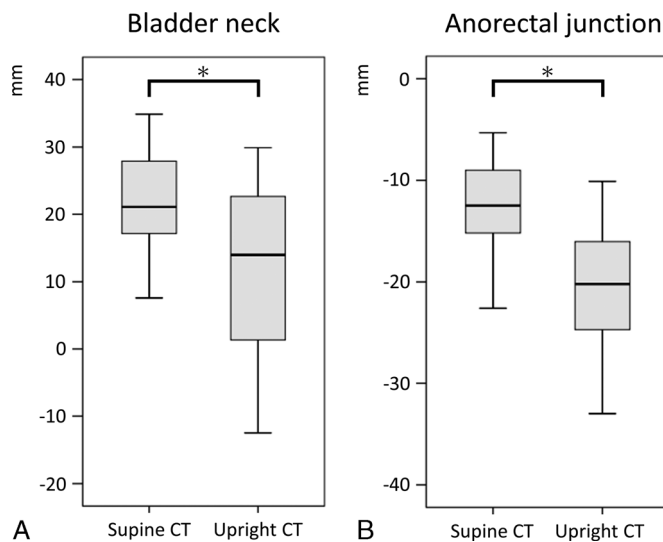 Bladder neck
mm
*
40
30
20
10
0
-10
-20
Supine CT Upright CT
A
Anorectal junction
mm
*
0
-10
-20
-30
-40
Supine CT Upright CT
B